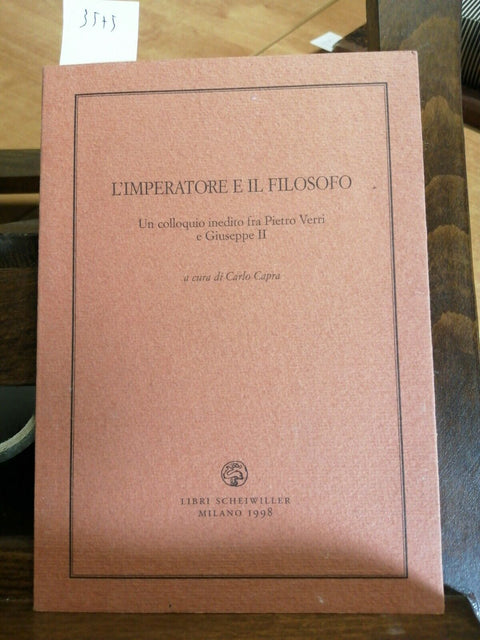 3575
L'IMPERATORE E IL FILOSOFO
Un colloquio inedito fra Pietro Verri
e Giuseppe II
a cura di Carlo Capra
LIBRI SCHEIWILLER
MILANO 1998